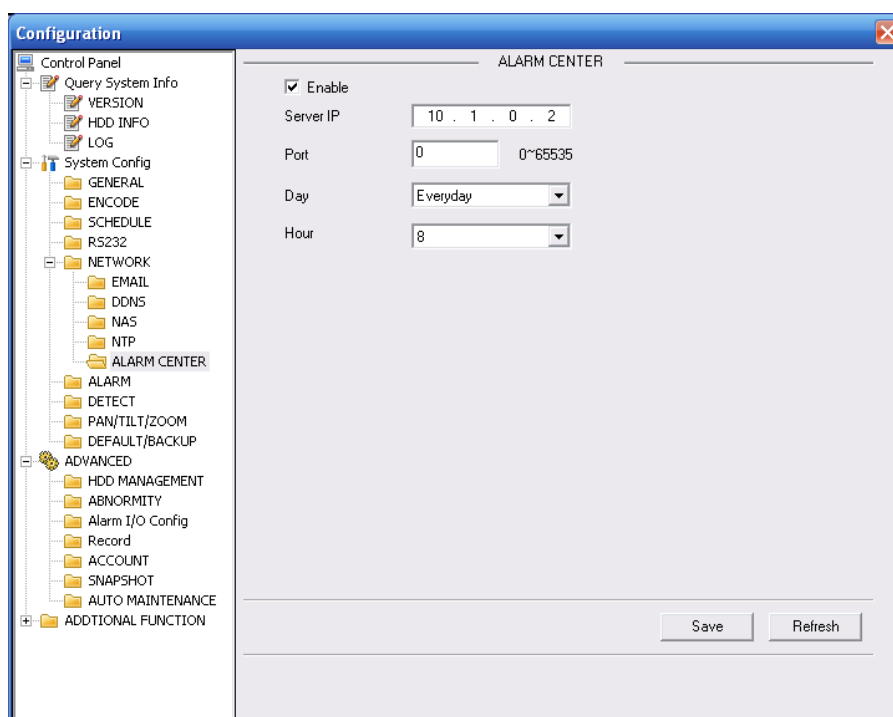 Configuration
Control Panel
Query System Info
VERSION
HDD INFO
LOG
System Config
GENERAL
ENCODE
SCHEDULE
RS232
NETWORK
EMAIL
DDNS
NAS
NTP
ALARM CENTER
ALARM
DETECT
PAN/TILT/ZOOM
DEFAULT/BACKUP
ADVANCED
HDD MANAGEMENT
ABNORMITY
Alarm I/O Config
Record
ACCOUNT
SNAPSHOT
AUTO MAINTENANCE
ADDTIONAL FUNCTION
ALARM CENTER
Enable
Server IP 10 . 1 . 0 . 2
Port 0 0~65535
Day Everyday
Hour 8
Save Refresh